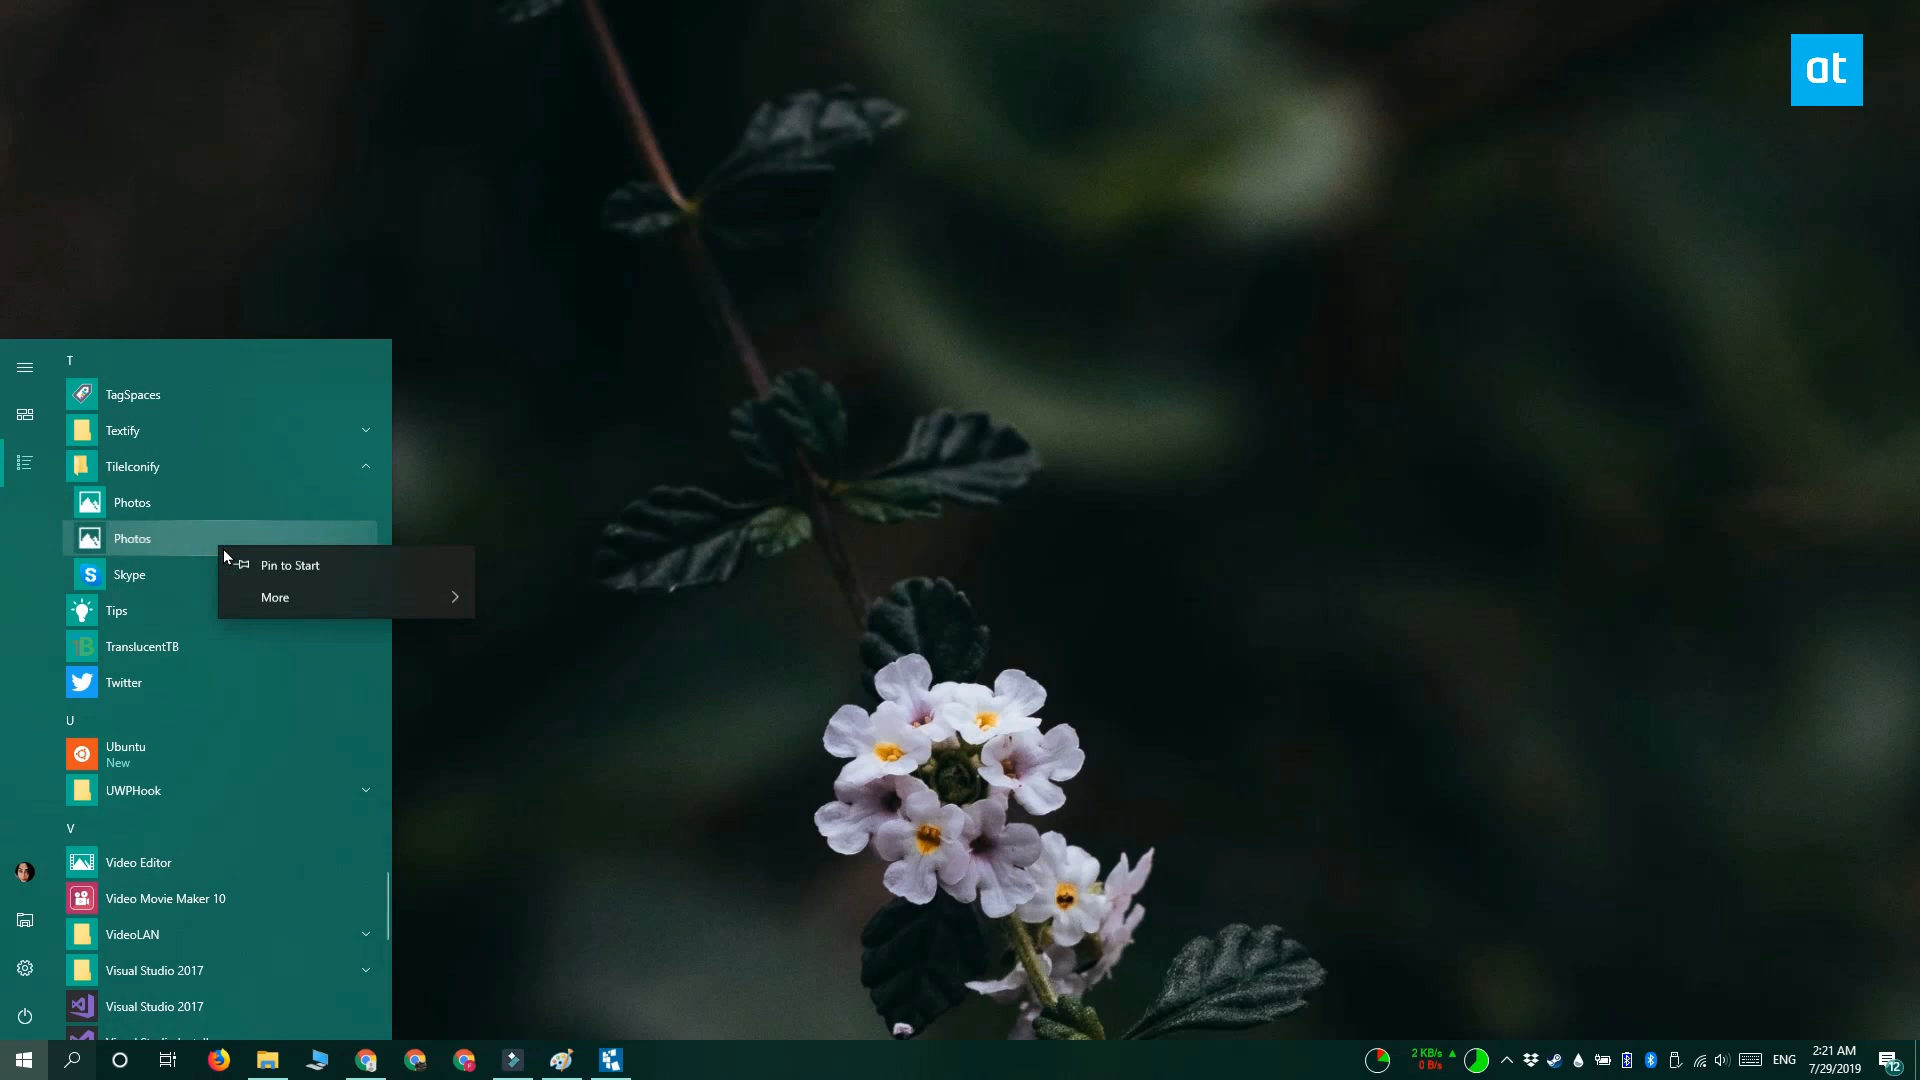 at
T
TagSpaces
Textify
TileIconify
Photos
Photos
Pin to Start
Skype
More
Tips
TranslucentTB
Twitter
U
Ubuntu
New
UWPHook
V
Video Editor
Video Movie Maker 10
VideoLAN
Visual Studio 2017
Visual Studio 2017
2 KB/s
0 B/s
ENG
2:21 AM
7/29/2019
12